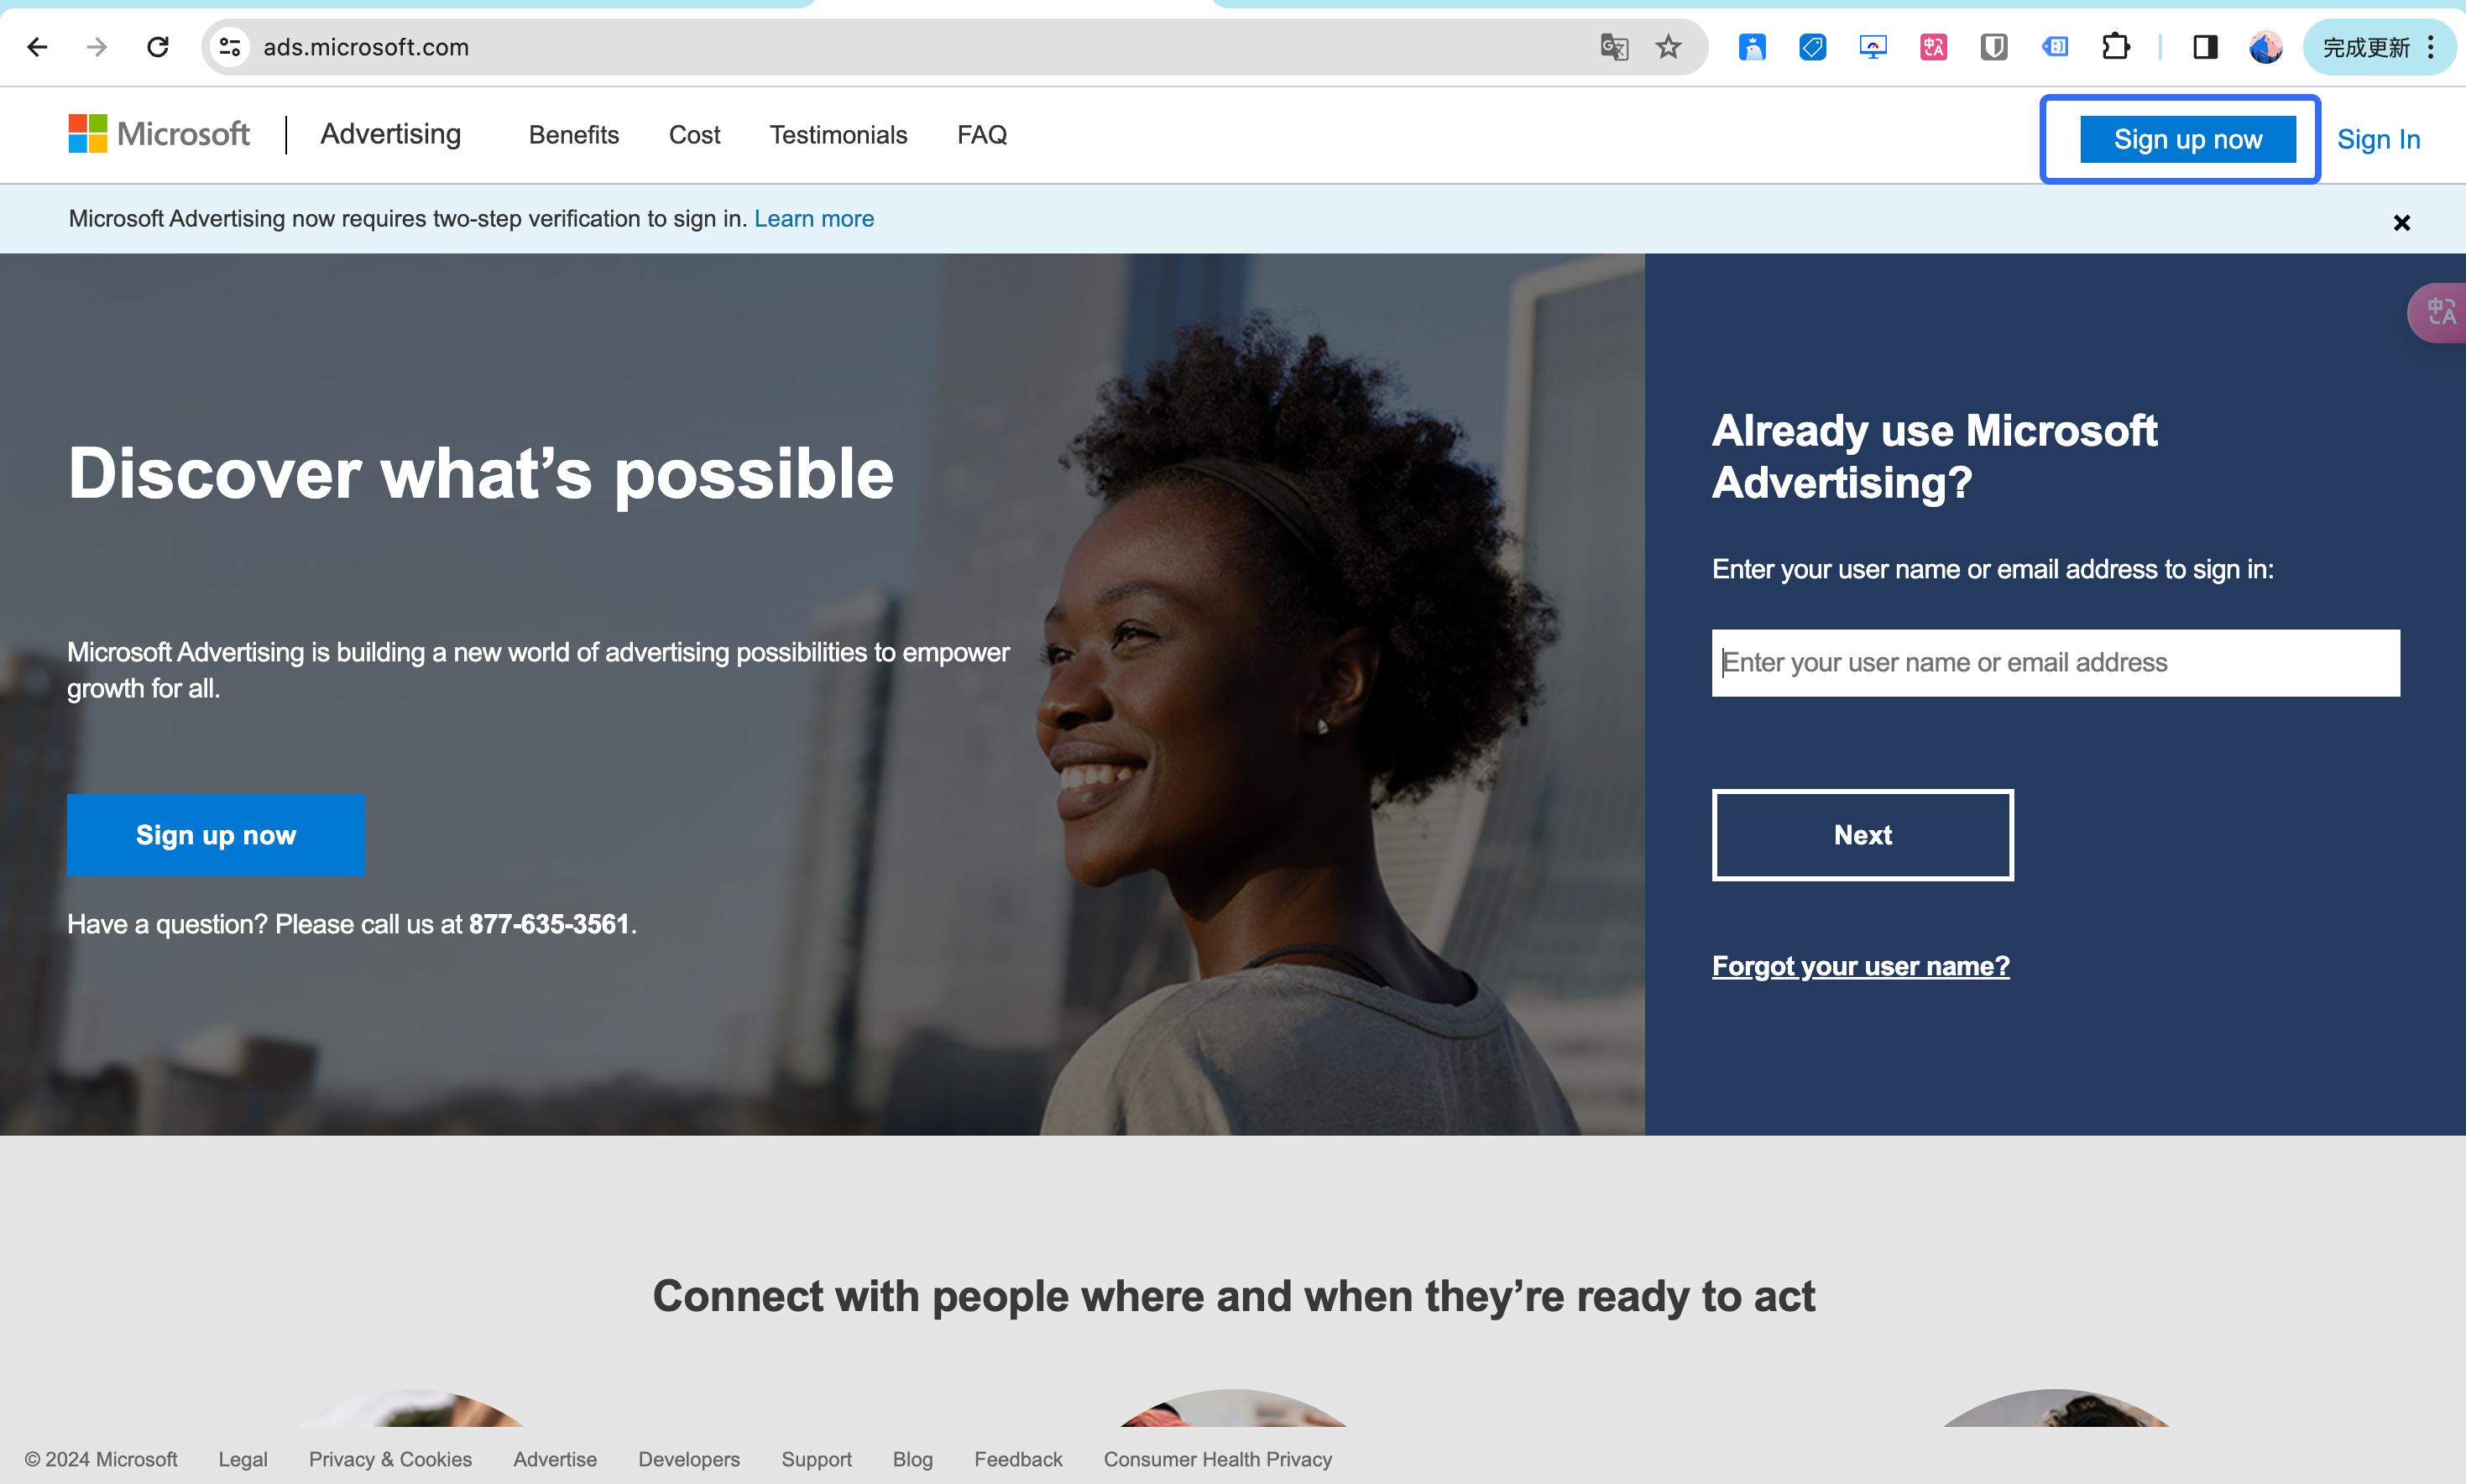 ads.microsoft.com
完成更新
Microsoft
Advertising
Benefits
Cost
Testimonials
FAQ
Sign up now
Sign In
Microsoft Advertising now requires two-step verification to sign in. Learn more
Discover what’s possible
Microsoft Advertising is building a new world of advertising possibilities to empower
growth for all.
Sign up now
Have a question? Please call us at 877-635-3561.
Already use Microsoft
Advertising?
Enter your user name or email address to sign in:
Enter your user name or email address
Next
Forgot your user name?
Connect with people where and when they’re ready to act
© 2024 Microsoft
Legal
Privacy & Cookies
Advertise
Developers
Support
Blog
Feedback
Consumer Health Privacy